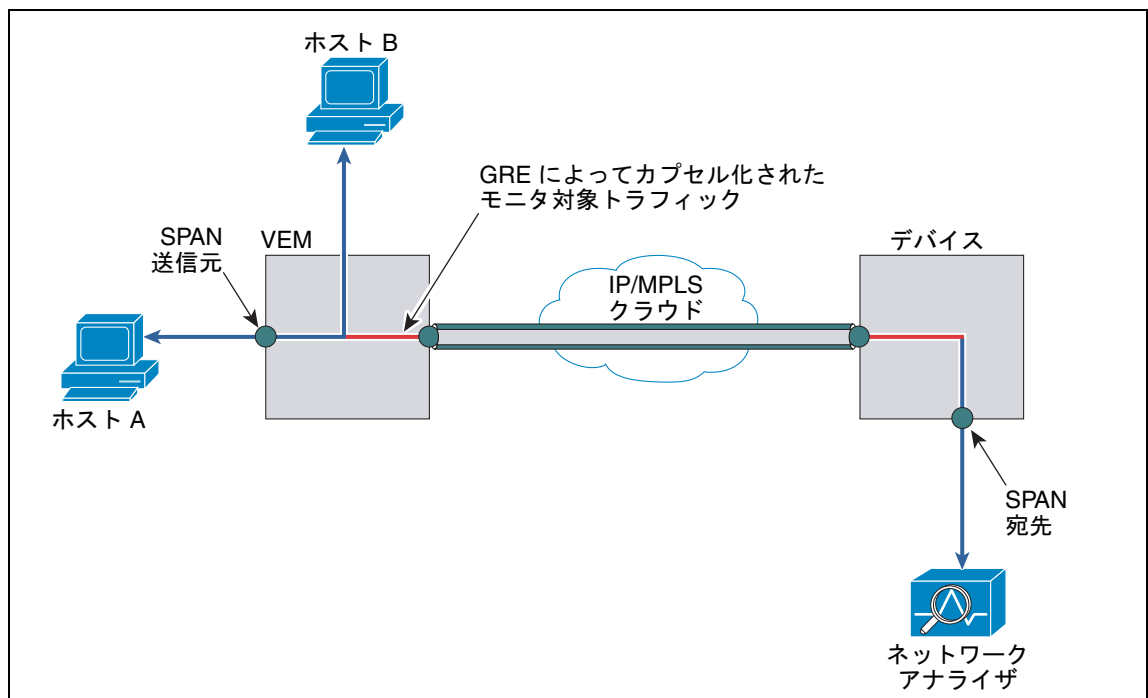 ホスト B
GRE によってカプセル化された
モニタ対象トラフィック
SPAN
送信元
VEM
デバイス
IP/MPLS
クラウド
ホスト A
SPAN
宛先
ネットワーク
アナライザ